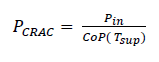 P_CRAC = P_in / CoP(T_sup)